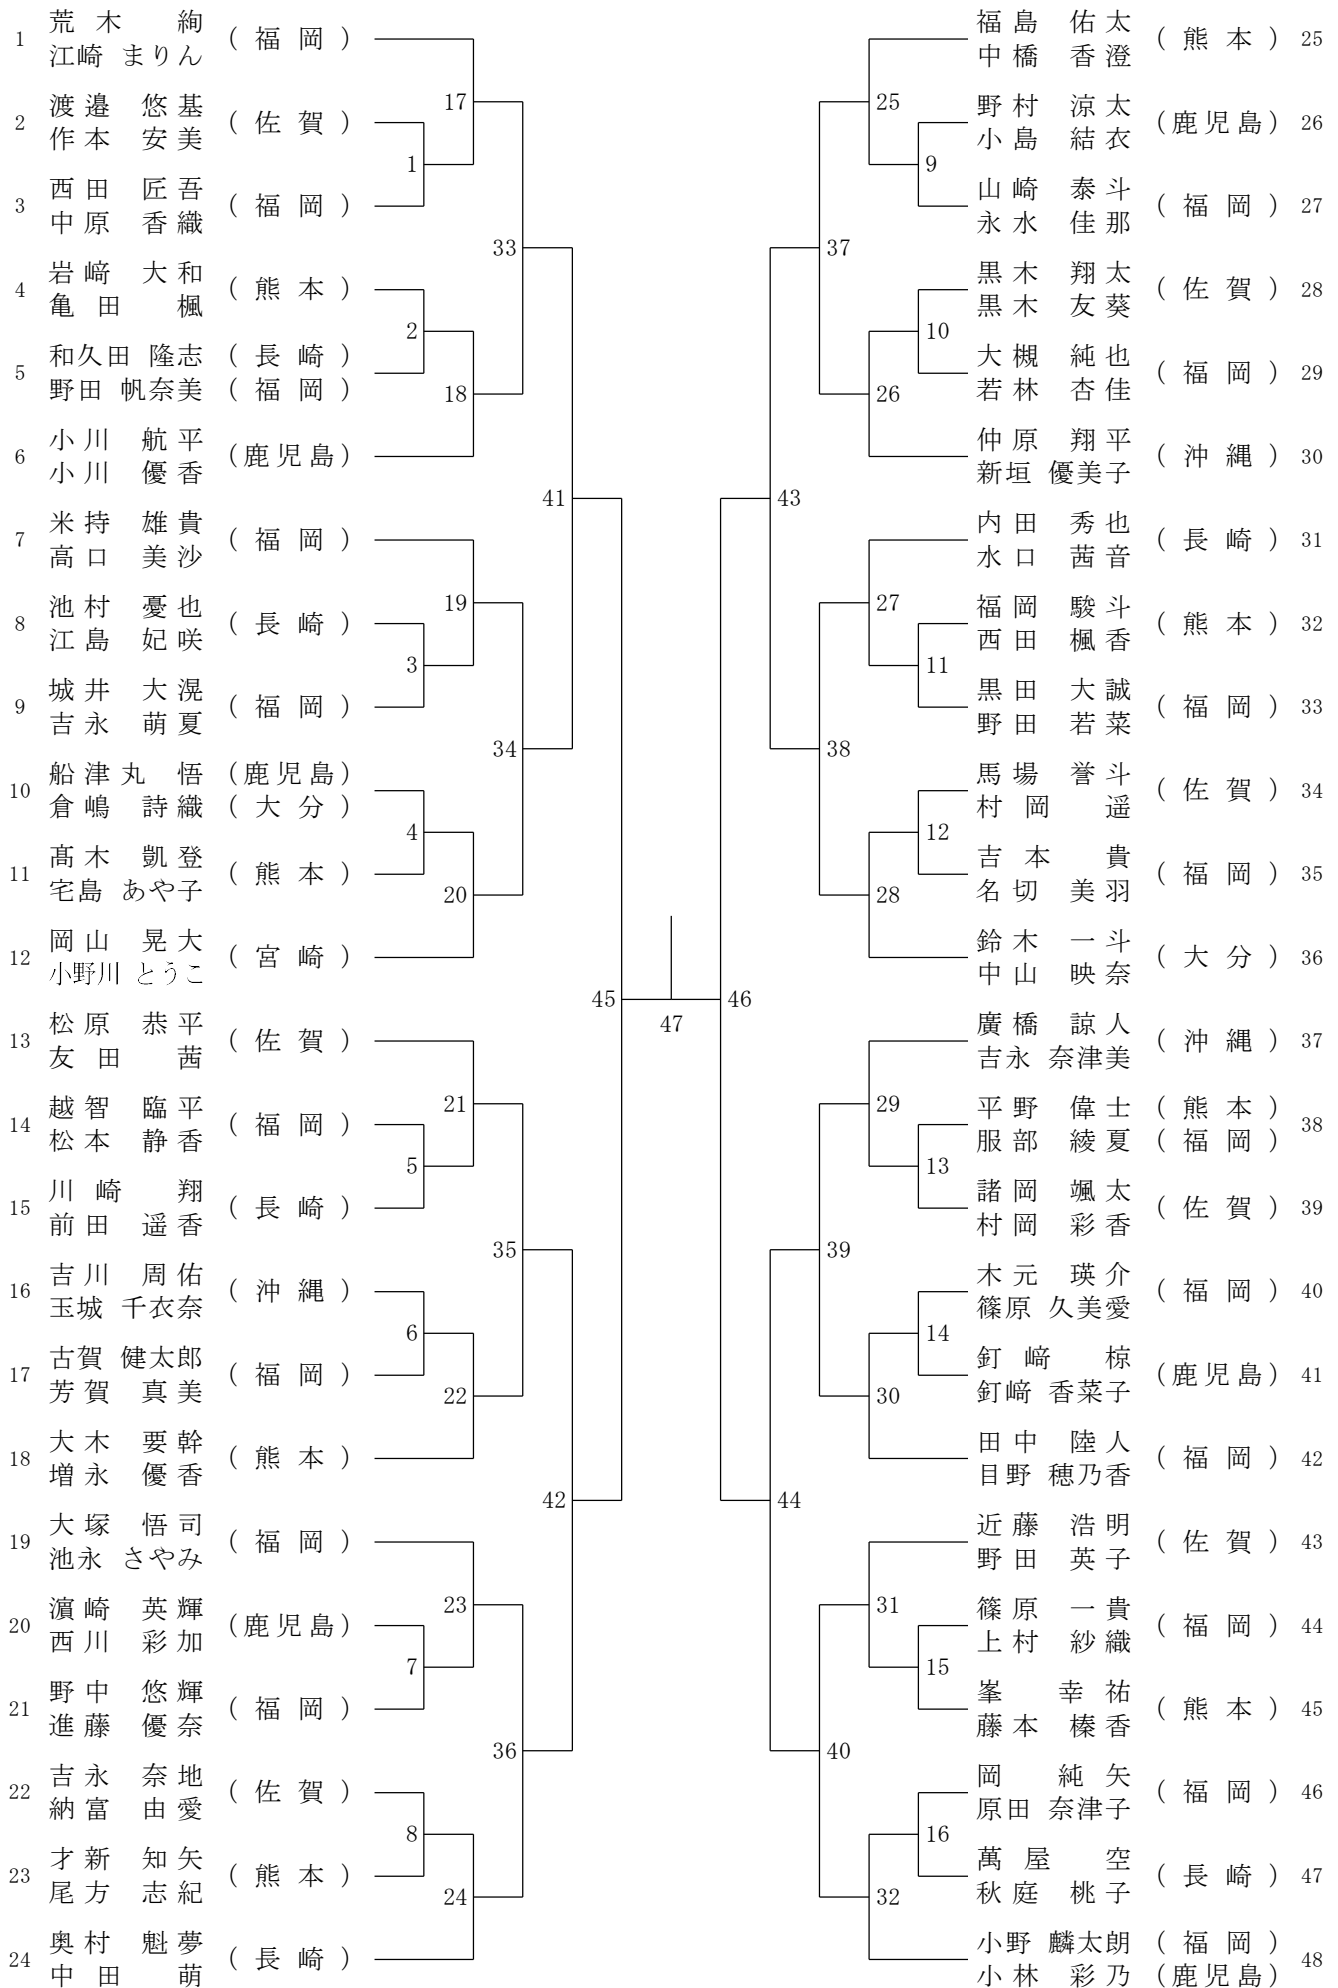 1 荒木 絢 (福岡)
江崎 まりん
2 渡邉 悠基 (佐賀)
作本 安美
3 西田 匠吾 (福岡)
中原 香織
4 岩﨑 大和 (熊本)
亀田 楓
5 和久田 隆志 (長崎)
野田 帆奈美 (福岡)
6 小川 航平 (鹿児島)
小川 優香
7 米持 雄貴 (福岡)
高口 美沙
8 池村 憂也 (長崎)
江島 妃咲
9 城井 大滉 (福岡)
吉永 萌夏
10 船津丸 悟 (鹿児島)
倉嶋 詩織 (大分)
11 髙木 凱登 (熊本)
宅島 あや子
12 岡山 晃大 (宮崎)
小野川 とうこ
13 松原 恭平 (佐賀)
友田 茜
14 越智 臨平 (福岡)
松本 静香
15 川崎 翔 (長崎)
前田 遥香
16 吉川 周佑 (沖縄)
玉城 千衣奈
17 古賀 健太郎 (福岡)
芳賀 真美
18 大木 要幹 (熊本)
増永 優香
19 大塚 悟司 (福岡)
池永 さやみ
20 濵崎 英輝 (鹿児島)
西川 彩加
21 野中 悠輝 (福岡)
進藤 優奈
22 吉永 奈地 (佐賀)
納富 由愛
23 才新 知矢 (熊本)
尾方 志紀
24 奥村 魁夢 (長崎)
中田 萌
1
2
3
4
5
6
7
8
17
18
19
20
21
22
23
24
33
34
35
36
41
42
45
47
46
43
44
37
38
39
40
25
26
27
28
29
30
31
32
9
10
11
12
13
14
15
16
福島 佑太 (熊本) 25
中橋 香澄
野村 涼太 (鹿児島) 26
小島 結衣
山崎 泰斗 (福岡) 27
永水 佳那
黒木 翔太 (佐賀) 28
黒木 友葵
大槻 純也 (福岡) 29
若林 杏佳
仲原 翔平 (沖縄) 30
新垣 優美子
内田 秀也 (長崎) 31
水口 茜音
福岡 駿斗 (熊本) 32
西田 楓香
黒田 大誠 (福岡) 33
野田 若菜
馬場 誉斗 (佐賀) 34
村岡 遥
吉本 貴 (福岡) 35
名切 美羽
鈴木 一斗 (大分) 36
中山 映奈
廣橋 諒人 (沖縄) 37
吉永 奈津美
平野 偉士 (熊本) 38
服部 綾夏 (福岡)
諸岡 颯太 (佐賀) 39
村岡 彩香
木元 瑛介 (福岡) 40
篠原 久美愛
釘﨑 椋 (鹿児島) 41
釘﨑 香菜子
田中 陸人 (福岡) 42
目野 穂乃香
近藤 浩明 (佐賀) 43
野田 英子
篠原 一貴 (福岡) 44
上村 紗織
峯 幸祐 (熊本) 45
藤本 榛香
岡 純矢 (福岡) 46
原田 奈津子
萬屋 空 (長崎) 47
秋庭 桃子
小野 麟太朗 (福岡) 48
小林 彩乃 (鹿児島)